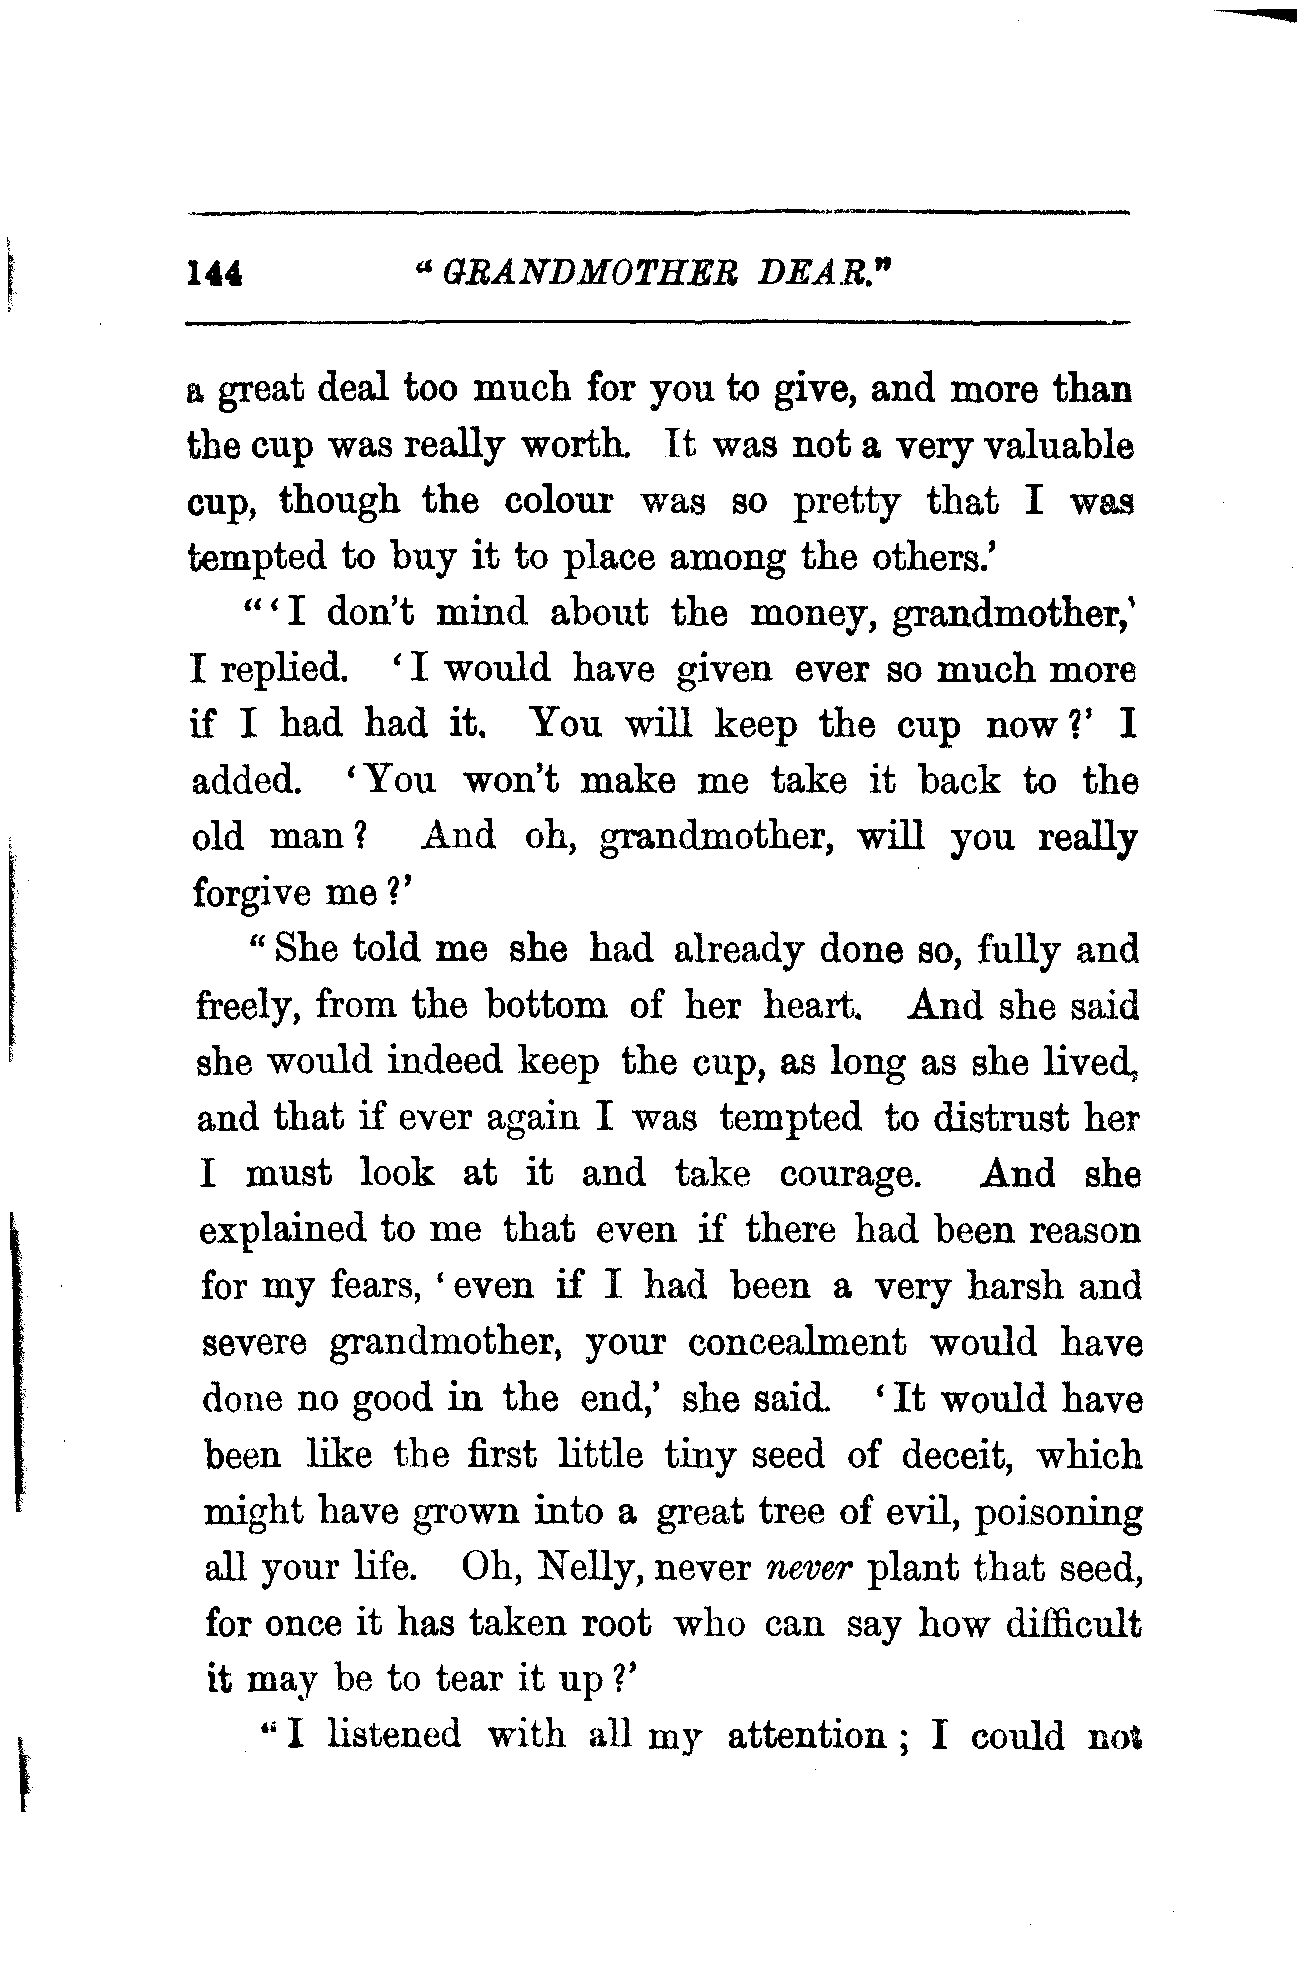 144 "GRANDMOTHER DEAR."
a great deal too much for you to give, and more than
the cup was really worth. It was not a very valuable
cup, though the colour was so pretty that I was
tempted to buy it to place among the others.'
"'I don't mind about the money, grandmother,'
I replied. 'I would have given ever so much more
if I had had it. You will keep the cup now?' I
added. 'You won't make me take it back to the
old man? And oh, grandmother, will you really
forgive me?'
"She told me she had already done so, fully and
freely, from the bottom of her heart. And she said
she would indeed keep the cup, as long as she lived,
and that if ever again I was tempted to distrust her
I must look at it and take courage. And she
explained to me that even if there had been reason
for my fears, 'even if I had been a very harsh and
severe grandmother, your concealment would have
done no good in the end,' she said. 'It would have
been like the first little tiny seed of deceit, which
might have grown into a great tree of evil, poisoning
all your life. Oh, Nelly, never never plant that seed,
for once it has taken root who can say how difficult
it may be to tear it up?'
"I listened with all my attention; I could not